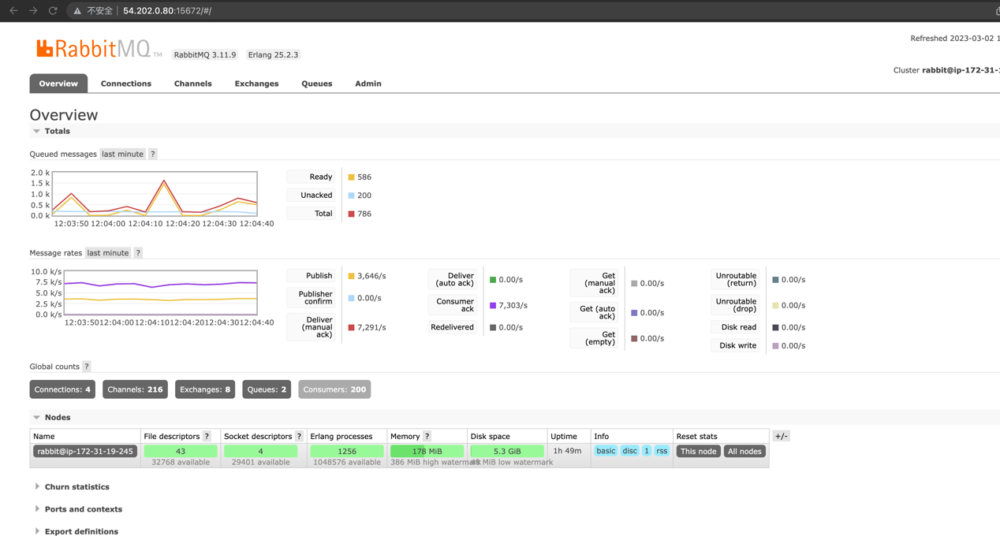 不安全 54.202.0.80:15672/#/
RabbitMQ TM RabbitMQ 3.11.9 Erlang 25.2.3
Refreshed 2023-03-02 1
Cluster rabbit@ip-172-31-
Overview Connections Channels Exchanges Queues Admin
Overview
Totals
Queued messages last minute ?
2.0 k
1.5 k
1.0 k
0.5 k
0.0 k
12:03:50 12:04:00 12:04:10 12:04:20 12:04:30 12:04:40
Ready 586
Unacked 200
Total 786
Message rates last minute ?
10.0 k/s
7.5 k/s
5.0 k/s
2.5 k/s
0.0 k/s
12:03:50 12:04:00 12:04:10 12:04:20 12:04:30 12:04:40
Publish 3,646/s
Publisher confirm 0.00/s
Deliver (manual ack) 7,291/s
Deliver (auto ack) 0.00/s
Consumer ack 7,303/s
Redelivered 0.00/s
Get (manual ack) 0.00/s
Get (auto ack) 0.00/s
Get (empty) 0.00/s
Unroutable (return) 0.00/s
Unroutable (drop) 0.00/s
Disk read 0.00/s
Disk write 0.00/s
Global counts ?
Connections: 4 Channels: 216 Exchanges: 8 Queues: 2 Consumers: 200
Nodes
Name File descriptors ? Socket descriptors ? Erlang processes Memory ? Disk space Uptime Info Reset stats +/-
rabbit@ip-172-31-19-245 43 4 1256 178 MiB 5.3 GiB 1h 49m basic disc 1 rss This node All nodes
32768 available 29401 available 1048576 available 386 MiB high watermark 48 MiB low watermark
Churn statistics
Ports and contexts
Export definitions